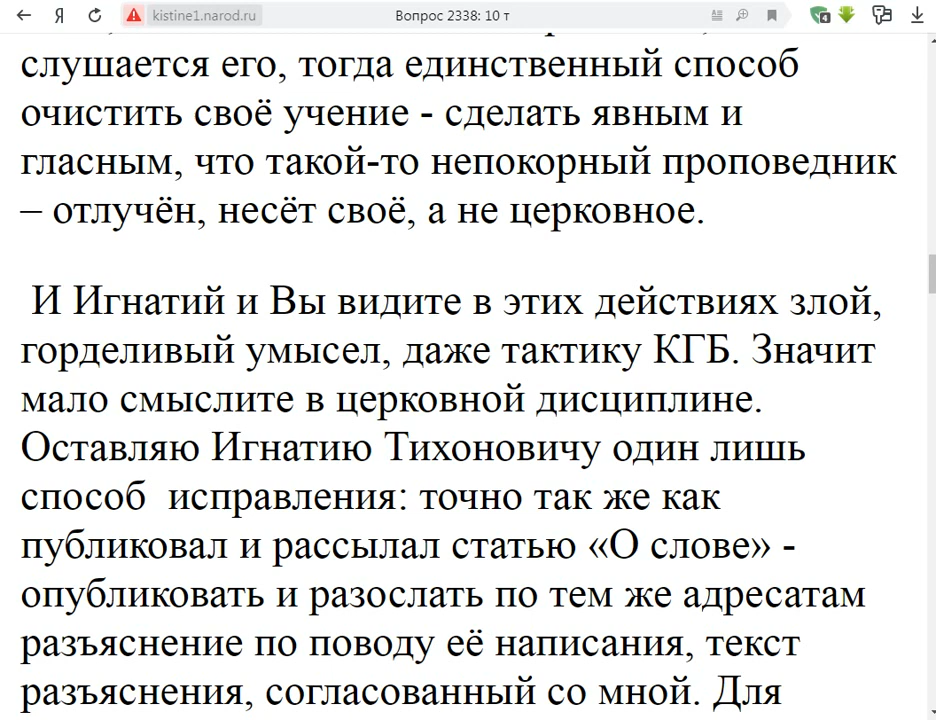 Я
kistine1.narod.ru
Вопрос 2338: 10 т
4
слушается его, тогда единственный способ
очистить своё учение - сделать явным и
гласным, что такой-то непокорный проповедник
– отлучён, несёт своё, а не церковное.
И Игнатий и Вы видите в этих действиях злой,
горделивый умысел, даже тактику КГБ. Значит
мало смыслите в церковной дисциплине.
Оставляю Игнатию Тихоновичу один лишь
способ  исправления: точно так же как
публиковал и рассылал статью «О слове» -
опубликовать и разослать по тем же адресатам
разъяснение по поводу её написания, текст
разъяснения, согласованный со мной. Для